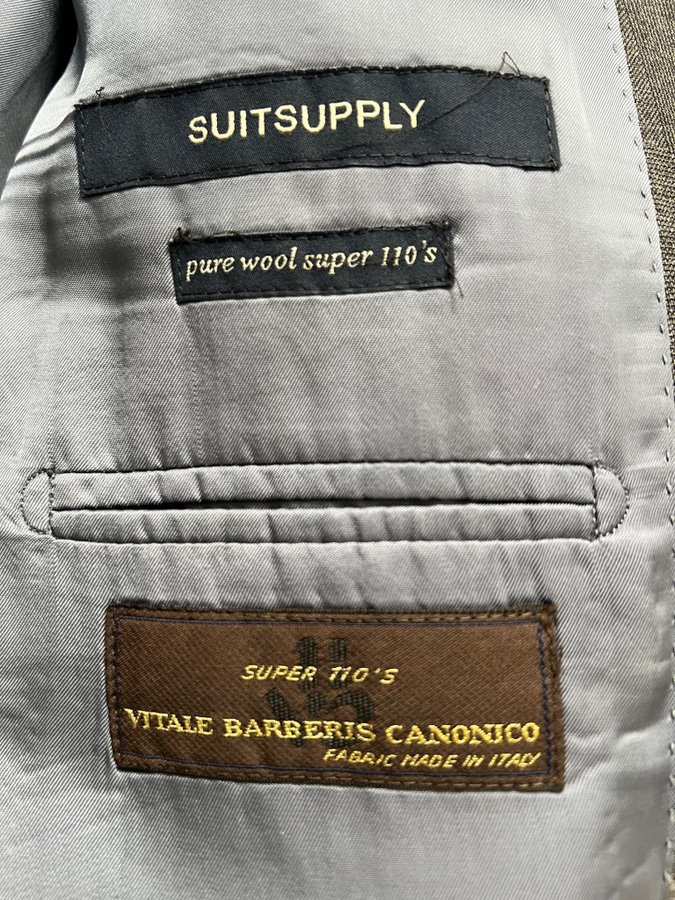 SUITSUPPLY
pure wool super 110's
SUPER 110'S
VITALE BARBERIS CANONICO
FABRIC MADE IN ITALY